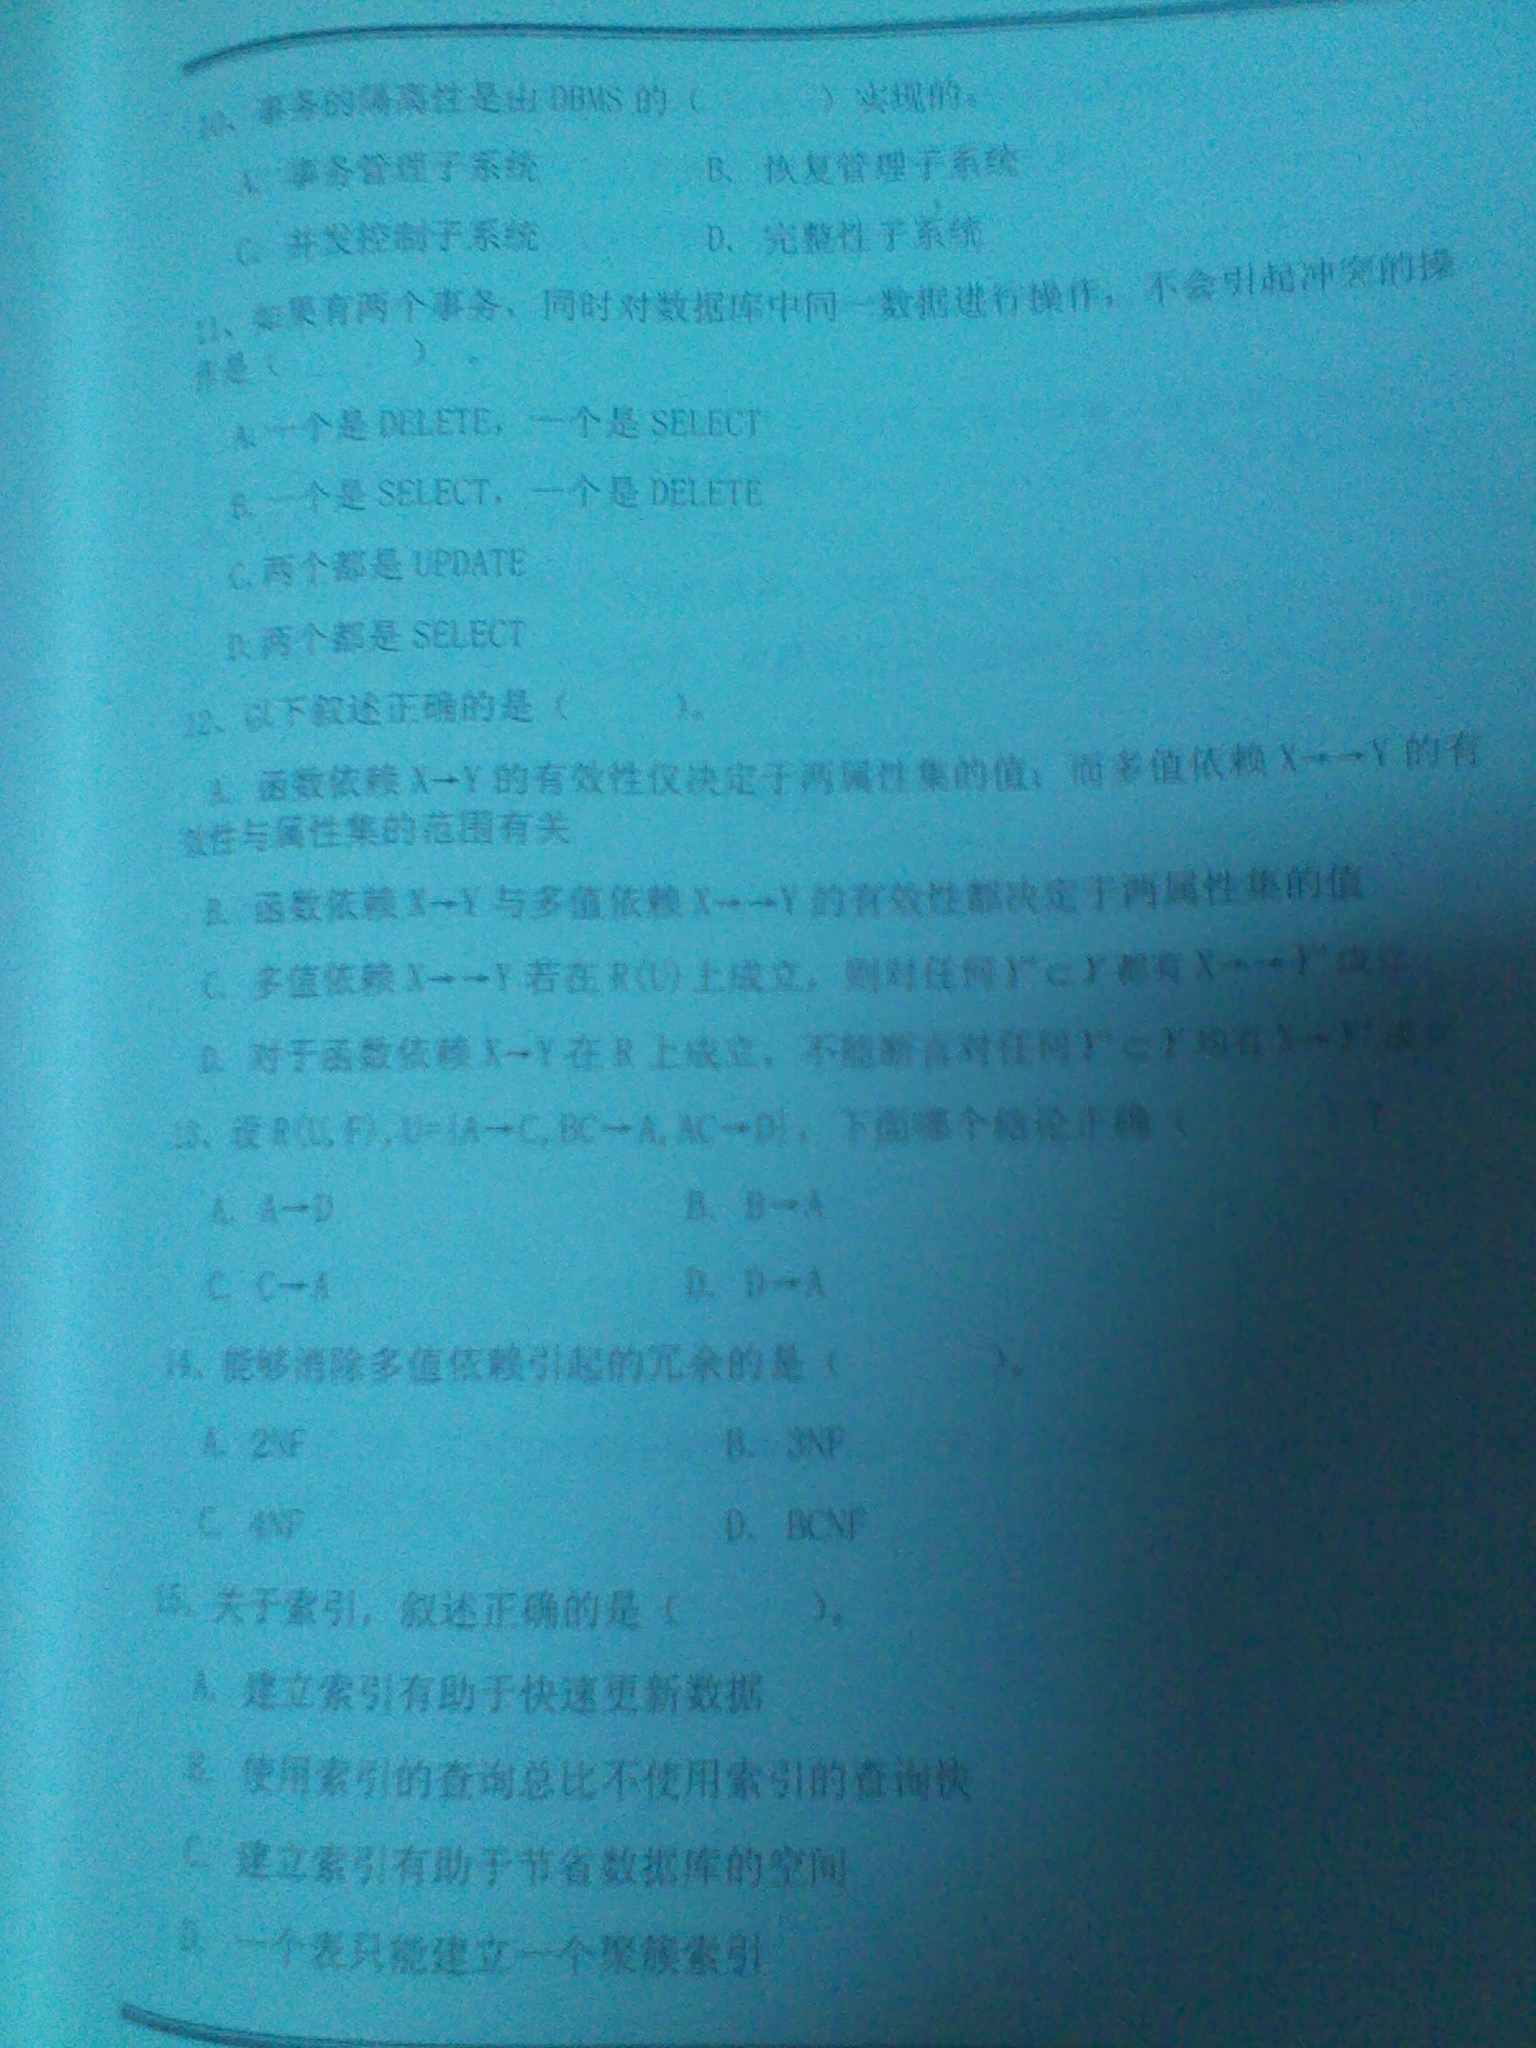 10、事务的隔离性是由 DBMS 的（　　）实现的。
A. 事务管理子系统　　B. 恢复管理子系统
C. 并发控制子系统　　D. 完整性子系统
11、如果有两个事务，同时对数据库中同一数据进行操作，不会引起冲突的操
作是（　　）。
A. 一个是 DELETE，一个是 SELECT
B. 一个是 SELECT，一个是 DELETE
C. 两个都是 UPDATE
D. 两个都是 SELECT
12、以下叙述正确的是（　　）。
A. 函数依赖 X→Y 的有效性仅决定于两属性集的值；而多值依赖 X→→Y 的有
效性与属性集的范围有关
B. 函数依赖 X→Y 与多值依赖 X→→Y 的有效性都决定于两属性集的值
C. 多值依赖 X→→Y 若在 R(U) 上成立，则对任何 Y'⊂Y 都有 X→→Y' 成立
D. 对于函数依赖 X→Y 在 R 上成立，不能断言对任何 Y'⊂Y 均有 X→Y' 成立
13、设 R(U,F),U={A→C,BC→A,AC→D}，下面哪个结论正确（　　）？
A. A→D　　B. B→A
C. C→A　　D. D→A
14、能够消除多值依赖引起的冗余的是（　　）。
A. 2NF　　B. 3NF
C. 4NF　　D. BCNF
15、关于索引，叙述正确的是（　　）。
A. 建立索引有助于快速更新数据
B. 使用索引的查询总比不使用索引的查询快
C. 建立索引有助于节省数据库的空间
D. 一个表只能建立一个聚簇索引